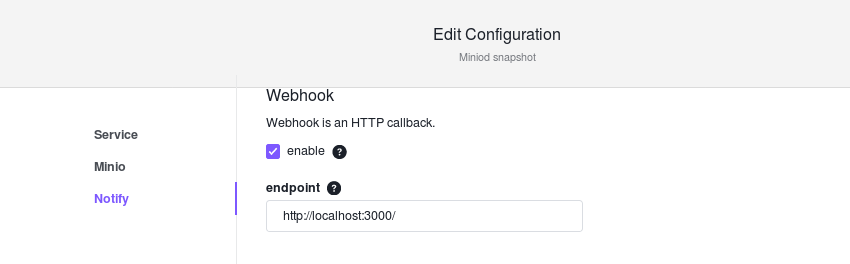 Edit Configuration
Miniod snapshot
Service
Minio
Notify
Webhook
Webhook is an HTTP callback.
enable ?
endpoint ?
http://localhost:3000/